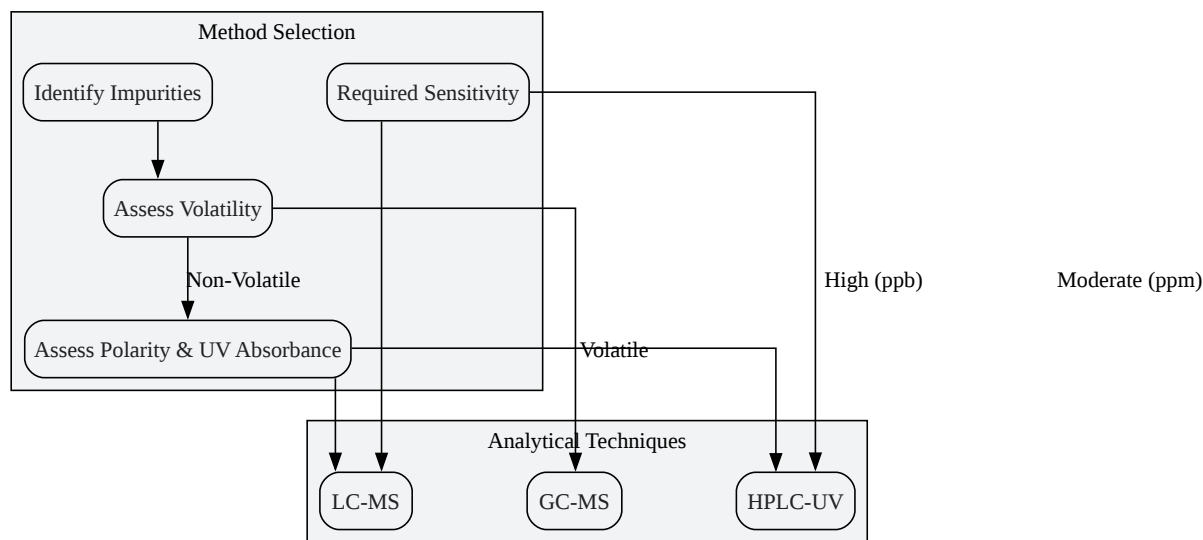 Method Selection
Identify Impurities
Required Sensitivity
Assess Volatility
Non-Volatile
High (ppb)
Moderate (ppm)
Assess Polarity & UV Absorbance
Volatile
Analytical Techniques
LC-MS
GC-MS
HPLC-UV